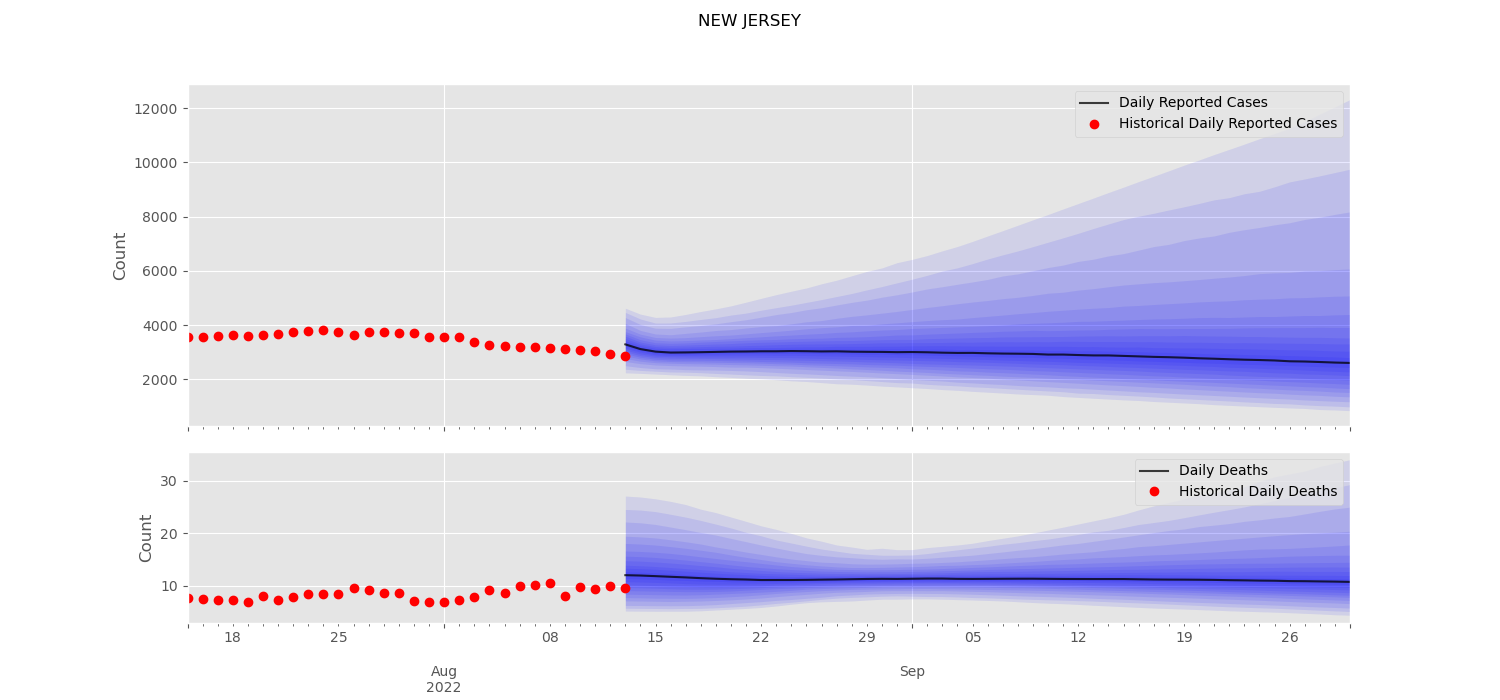 NEW JERSEY
12000
10000
8000
6000
4000
2000
Count
Daily Reported Cases
Historical Daily Reported Cases
30
20
10
Count
Daily Deaths
Historical Daily Deaths
18 25 08 15 22 29 05 12 19 26
Aug Sep
2022